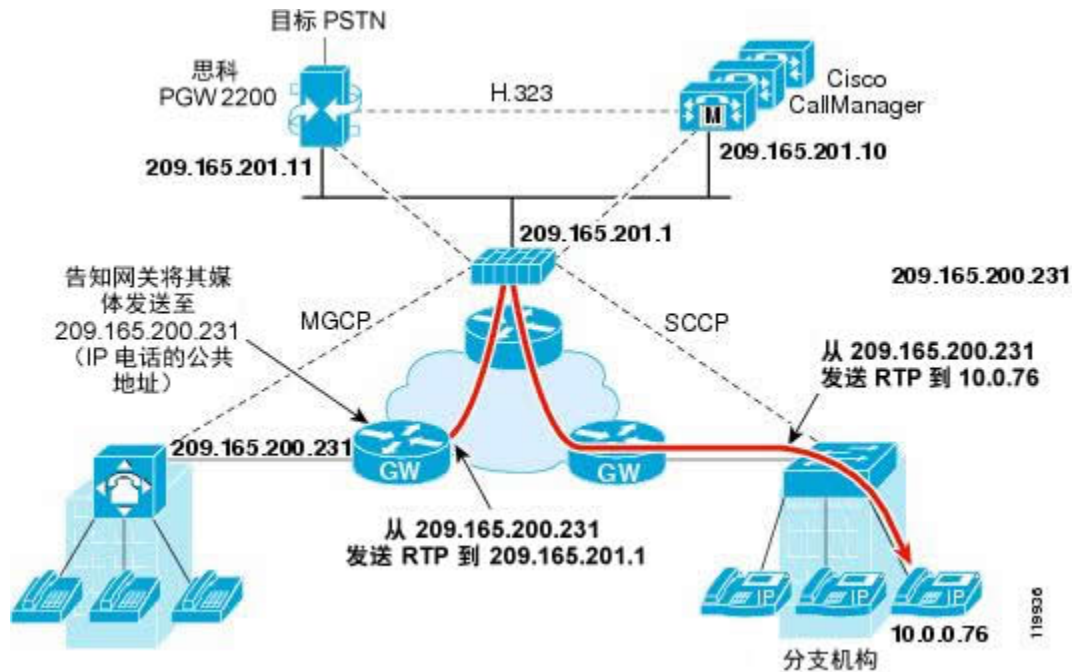 目标 PSTN
思科
PGW 2200
H.323
Cisco
CallManager
M
209.165.201.11
209.165.201.10
209.165.201.1
告知网关将其媒
体发送至
209.165.200.231
（IP 电话的公共
地址）
MGCP
SCCP
209.165.200.231
从 209.165.200.231
发送 RTP 到 10.0.76
209.165.200.231
GW
GW
从 209.165.200.231
发送 RTP 到 209.165.201.1
IP
IP
IP
10.0.0.76
分支机构
119936